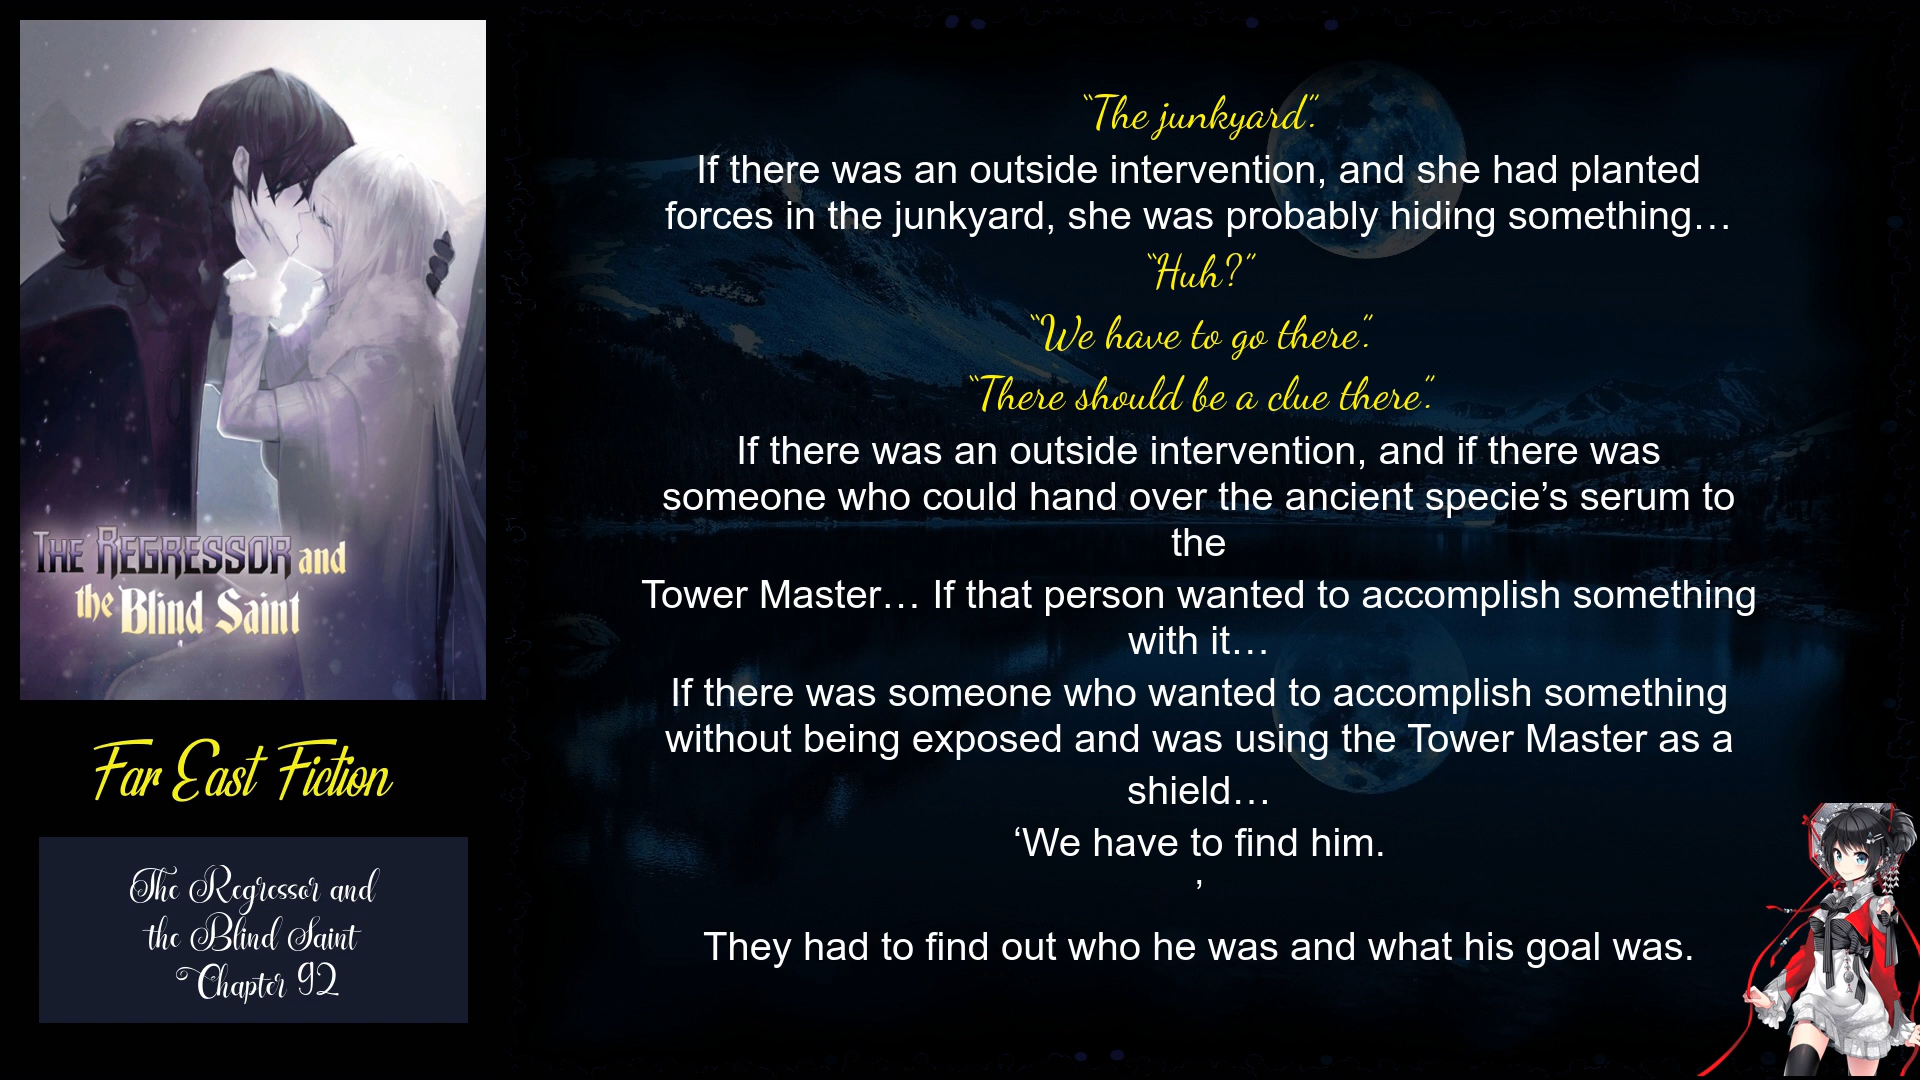 THE REGRESSOR and
the Blind Saint
Far East Fiction
The Regressor and
the Blind Saint
Chapter 92
“The junkyard”.
If there was an outside intervention, and she had planted
forces in the junkyard, she was probably hiding something…
“Huh?”
“We have to go there”.
“There should be a clue there”.
If there was an outside intervention, and if there was
someone who could hand over the ancient specie’s serum to
the
Tower Master… If that person wanted to accomplish something
with it…
If there was someone who wanted to accomplish something
without being exposed and was using the Tower Master as a
shield…
‘We have to find him.
’
They had to find out who he was and what his goal was.